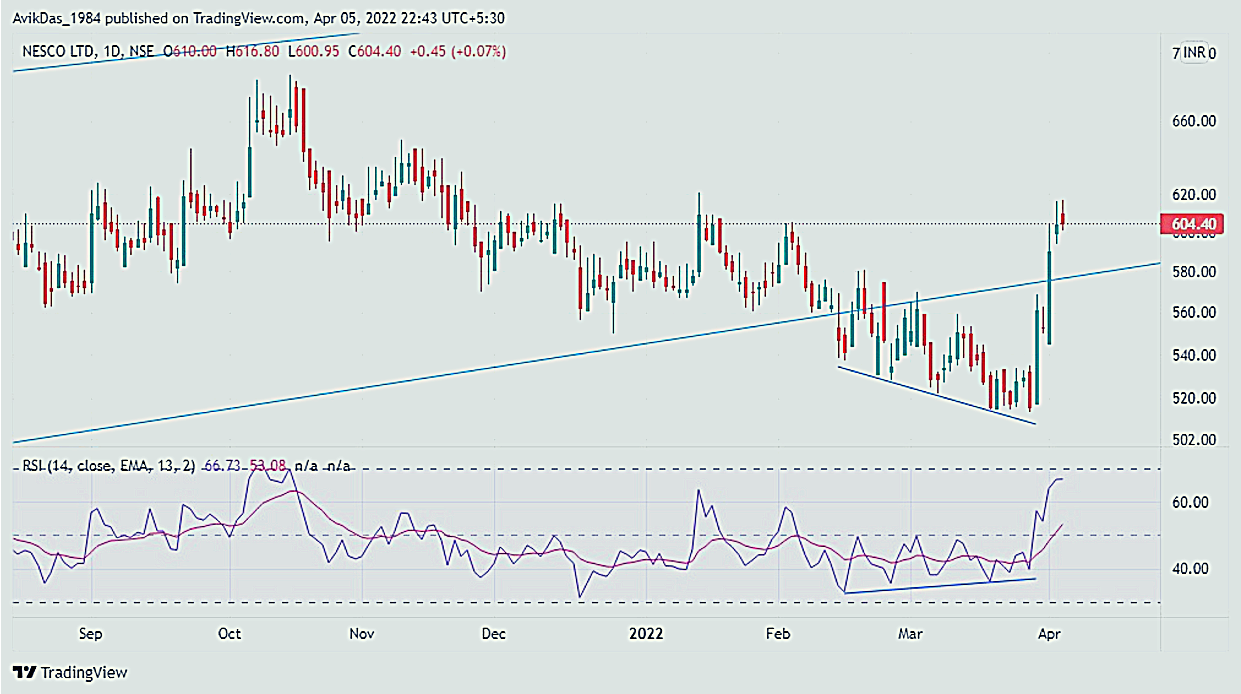 AvikDas_1984 published on TradingView.com, Apr 05, 2022 22:43 UTC+5:30
NESCO LTD, 1D, NSE O610.00 H616.80 L600.95 C604.40 +0.45 (+0.07%)
INR
660.00
620.00
604.40
580.00
560.00
540.00
520.00
502.00
RSI (14, close, EMA, 13, 2) 66.73 53.08 n/a n/a
60.00
40.00
Sep Oct Nov Dec 2022 Feb Mar Apr
TradingView